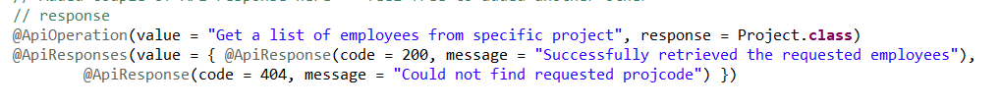 // response
@ApiOperation(value = "Get a list of employees from specific project", response = Project.class)
@ApiResponses(value = { @ApiResponse(code = 200, message = "Successfully retrieved the requested employees"),
@ApiResponse(code = 404, message = "Could not find requested projcode") })